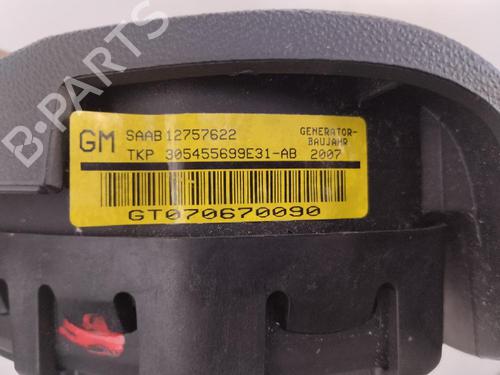 GM SAAB 12757622 GENERATOR-
BAUJAHR
TKP 305455699E31-AB 2007
GT070670090
B-PARTS